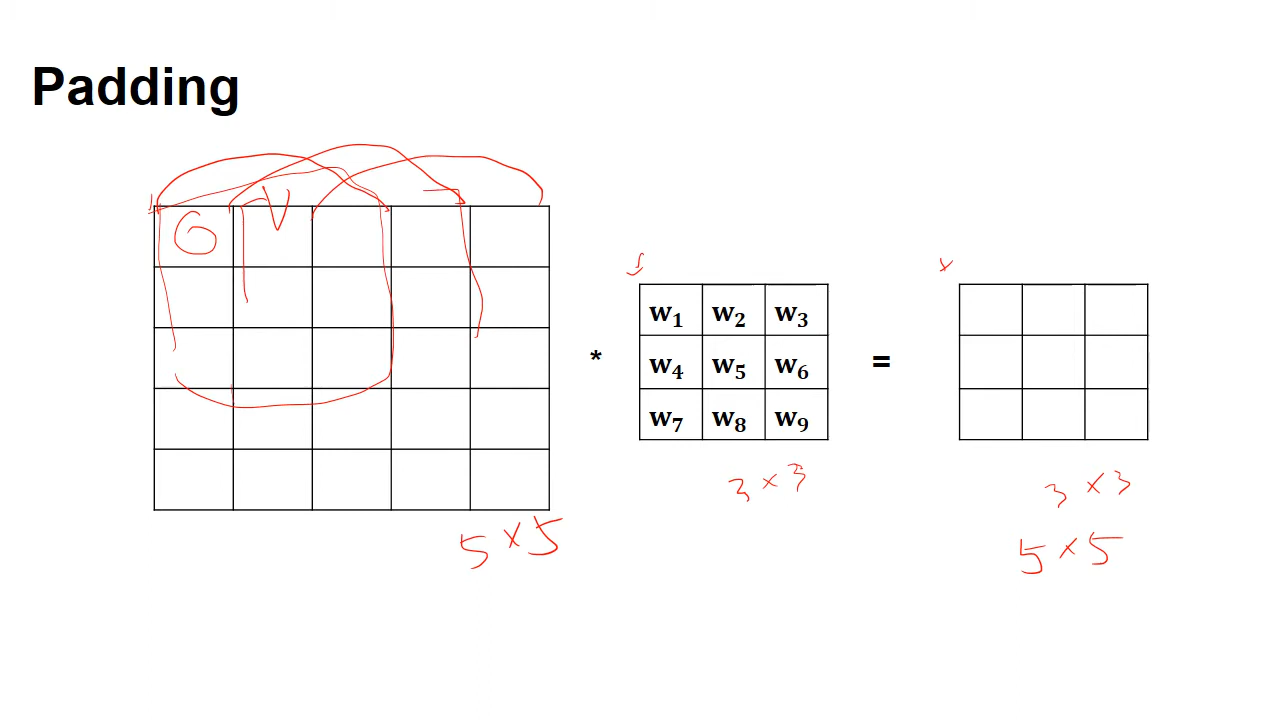 Padding
* =
w₁ w₂ w₃
w₄ w₅ w₆
w₇ w₈ w₉
3 × 3
3 × 3
5 × 5
5 × 5